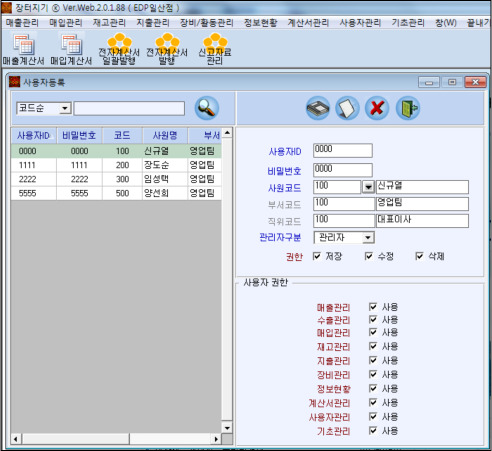 장터지기 ⓒ Ver.Web.2.0.1.88 ( EDP일산점 )
매출관리 매입관리 재고관리 지출관리 장비/활동관리 정보현황 계산서관리 사용자관리 기초관리 창(W) 끝내기
매출계산서 매입계산서 전자계산서 일괄발행 전자계산서 발행 신고자료 관리
사용자등록
코드순
사용자ID 비밀번호 코드 사원명 부서
0000 0000 100 신규열 영업팀
1111 1111 200 장도순 영업팀
2222 2222 300 임성택 영업팀
5555 5555 500 양선희 영업팀
사용자ID 0000
비밀번호 0000
사원코드 100 신규열
부서코드 100 영업팀
직위코드 100 대표이사
관리자구분 관리자
권한 저장 수정 삭제
사용자 권한
매출관리 사용
수출관리 사용
매입관리 사용
재고관리 사용
지출관리 사용
장비관리 사용
정보현황 사용
계산서관리 사용
사용자관리 사용
기초관리 사용